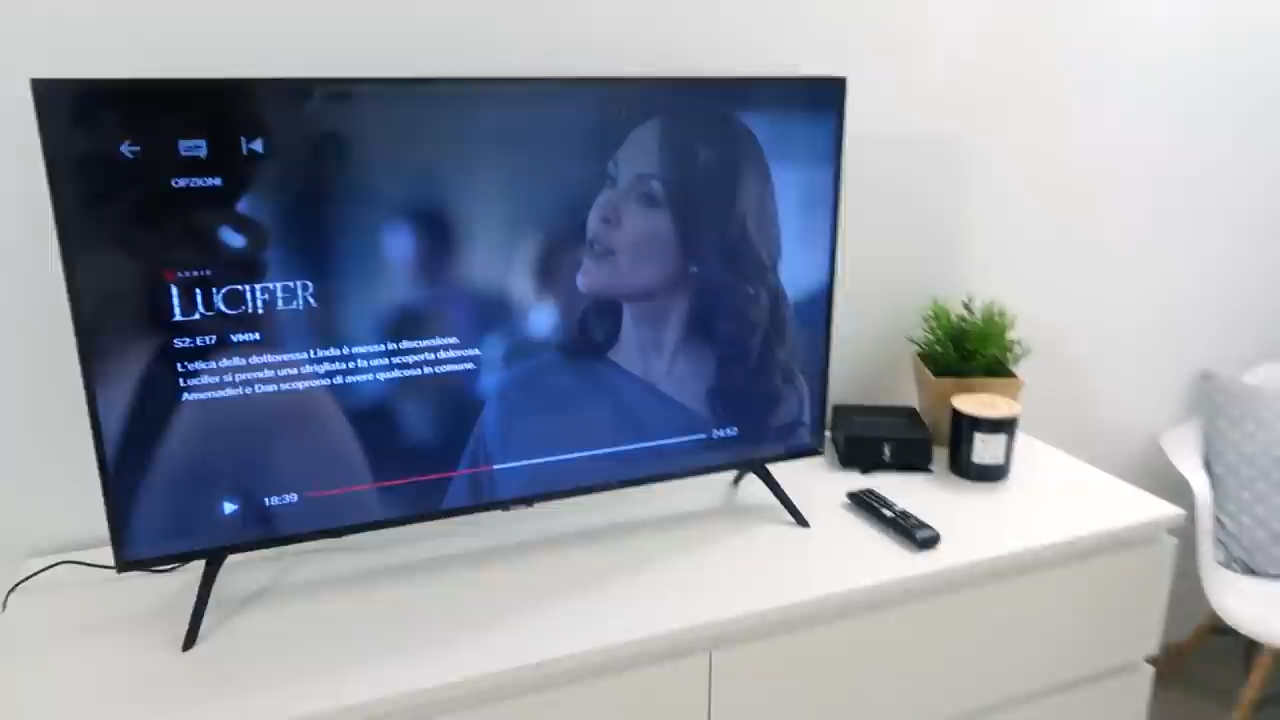 OPZIONI
SERIE
LUCIFER
S2: E17 VM14
L'etica della dottoressa Linda è messa in discussione.
Lucifer si prende una strigliata e fa una scoperta dolorosa.
Amenadiel e Dan scoprono di avere qualcosa in comune.
18:39
24:52